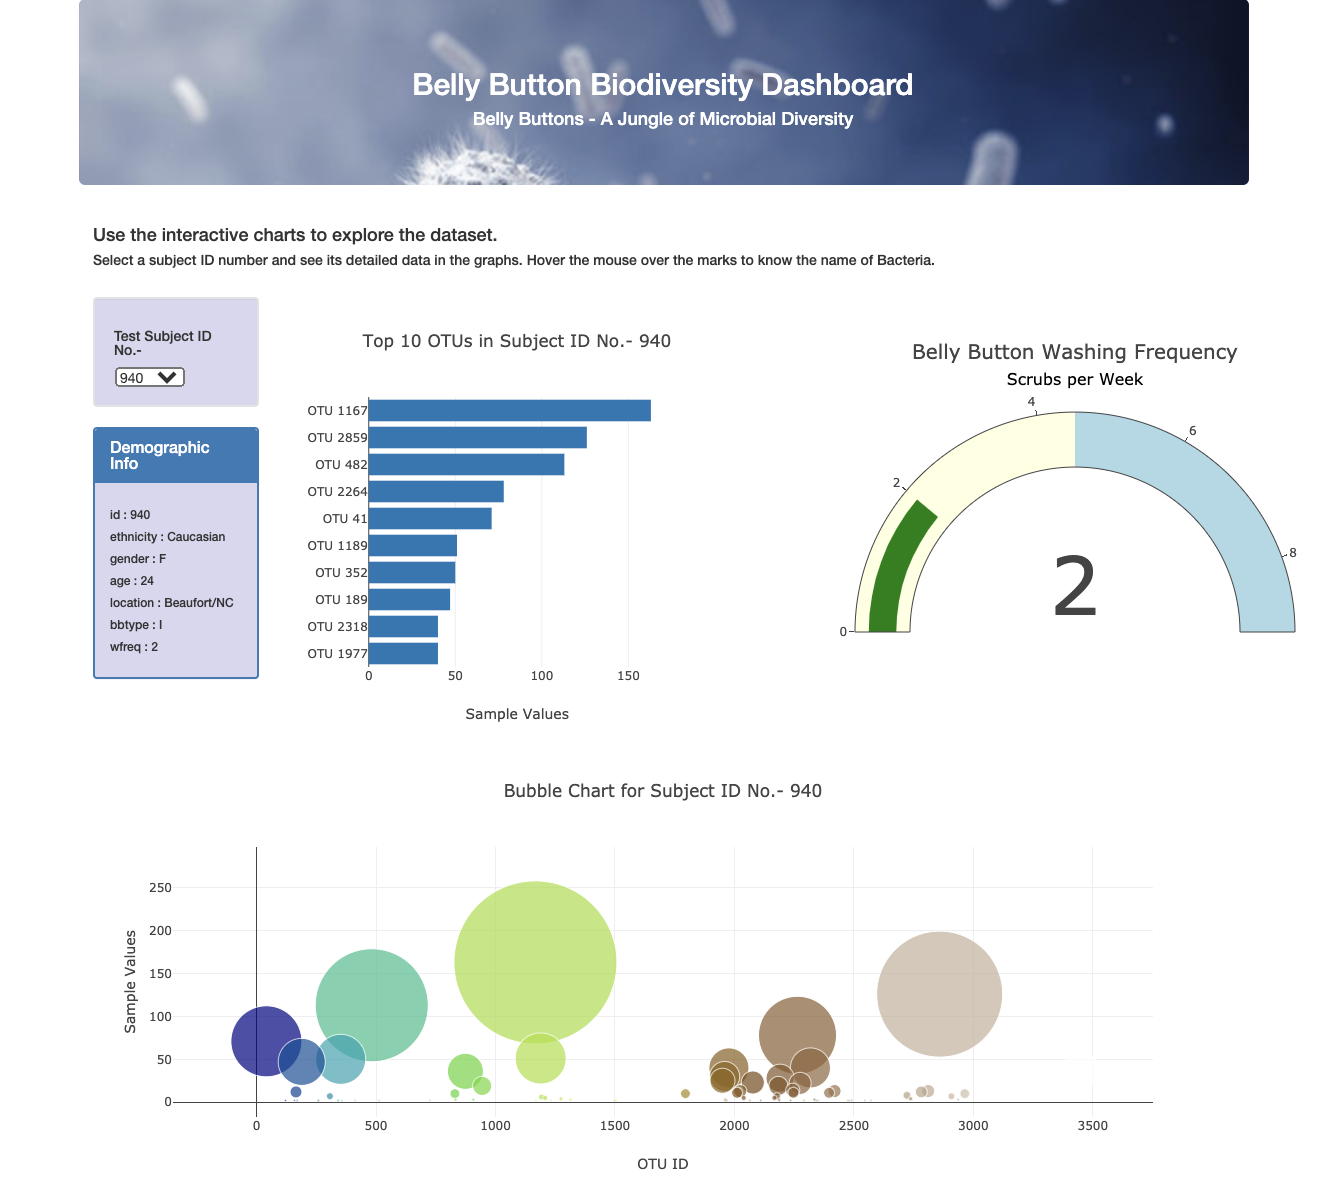 Belly Button Biodiversity Dashboard
Belly Buttons - A Jungle of Microbial Diversity
Use the interactive charts to explore the dataset.
Select a subject ID number and see its detailed data in the graphs. Hover the mouse over the marks to know the name of Bacteria.
Test Subject ID
No.-
940
Demographic
Info
id : 940
ethnicity : Caucasian
gender : F
age : 24
location : Beaufort/NC
bbtype : I
wfreq : 2
Top 10 OTUs in Subject ID No.- 940
OTU 1167
OTU 2859
OTU 482
OTU 2264
OTU 41
OTU 1189
OTU 352
OTU 189
OTU 2318
OTU 1977
0 50 100 150
Sample Values
Belly Button Washing Frequency
Scrubs per Week
0
2
4
6
8
2
Bubble Chart for Subject ID No.- 940
Sample Values
250
200
150
100
50
0
0 500 1000 1500 2000 2500 3000 3500
OTU ID